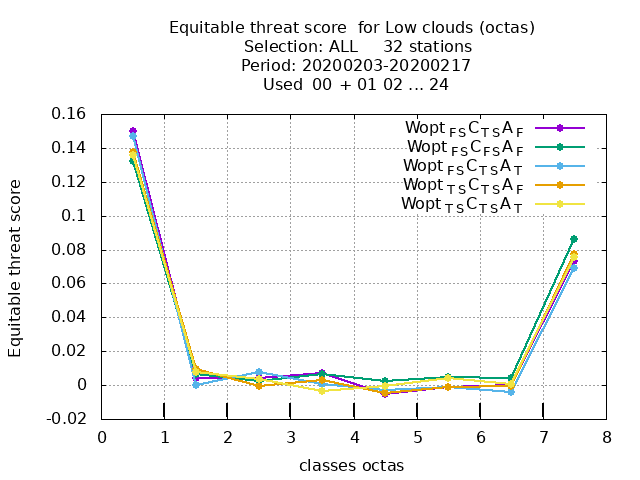 Equitable threat score  for Low clouds (octas)
Selection: ALL     32 stations
Period: 20200203-20200217
Used  00 + 01 02 ... 24
Equitable threat score
0.16
0.14
0.12
0.1
0.08
0.06
0.04
0.02
0
-0.02
Wopt FS C TS A F
Wopt FS C FS A F
Wopt FS C TS A T
Wopt TS C TS A F
Wopt TS C TS A T
0 1 2 3 4 5 6 7 8
classes octas